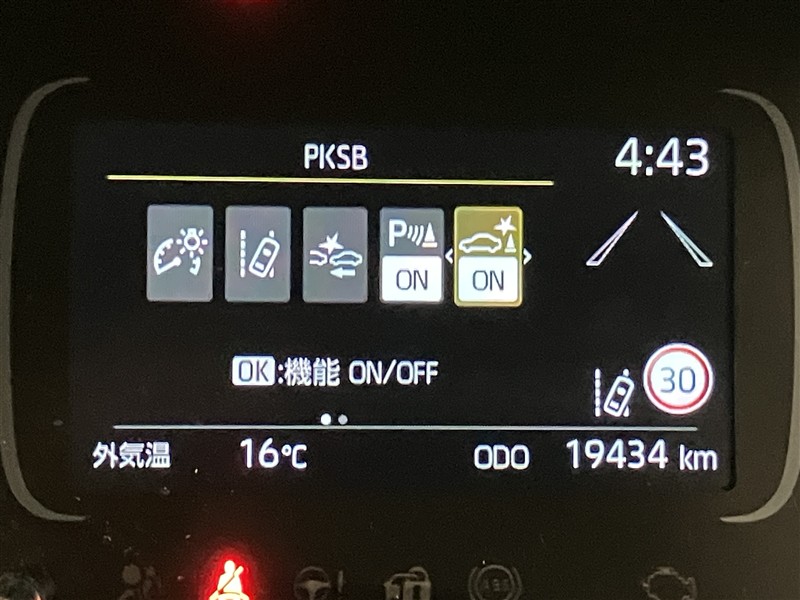 PKSB
4:43
P
ON
ON
OK:機能 ON/OFF
30
外気温 16℃ ODO 19434 km